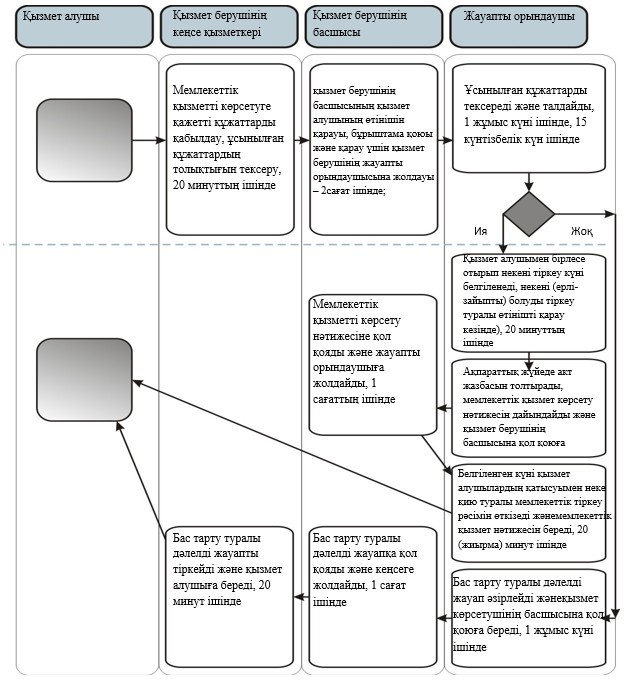 Қызмет алушы
Қызмет берушінің
кеңсе қызметкері
Қызмет берушінің
басшысы
Жауапты орындаушы
Мемлекеттік
қызметті көрсетуге
қажетті құжаттарды
қабылдау, ұсынылған
құжаттардың
толықтығын тексеру,
20 минуттың ішінде
қызмет берушінің
басшысының қызмет
алушының өтінішін
қарауы, бұрыштама қоюы
және қарау үшін қызмет
берушінің жауапты
орындаушысына жолдауы
– 2сағат ішінде;
Ұсынылған құжаттарды
тексереді және талдайды,
1 жұмыс күні ішінде, 15
күнтізбелік күн ішінде
Ия
Жоқ
Қызмет алушымен бірлесе
отырып некені тіркеу күні
белгіленеді, некені (ерлі-
зайыпты) болуды тіркеу
туралы өтінішті қарау
кезінде), 20 минуттың
ішінде
Мемлекеттік
қызметті көрсету
нәтижесіне қол
қояды және жауапты
орындаушыға
жолдайды, 1
сағаттың ішінде
Ақпараттық жүйеде акт
жазбасын толтырады,
мемлекеттік қызмет көрсету
нәтижесін дайындайды және
қызмет берушінің
басшысына қол қоюға
Белгіленген күні қызмет
алушылардың қатысуымен неке
қию туралы мемлекеттік тіркеу
рәсімін өткізеді жәнемемлекеттік
қызмет нәтижесін береді, 20
(жиырма) минут ішінде
Бас тарту туралы
дәлелді жауапты
тіркейді және қызмет
алушыға береді, 20
минут ішінде
Бас тарту туралы
дәлелді жауапқа қол
қояды және кеңсеге
жолдайды, 1 сағат
ішінде
Бас тарту туралы дәлелді
жауап әзірлейді жәнеқызмет
көрсетушінің басшысына қол
қоюға береді, 1 жұмыс күні
ішінде